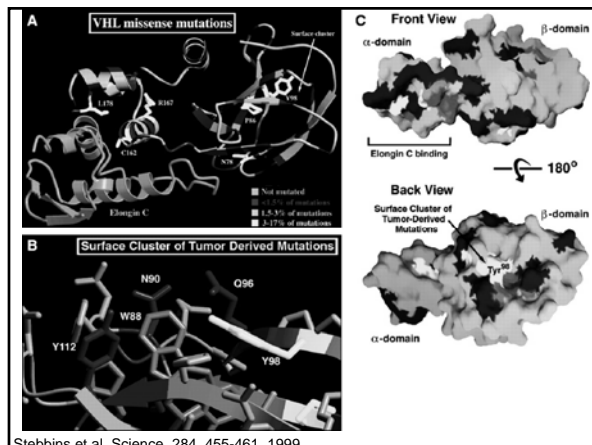 A
VHL missense mutations
Surface cluster
L178
R167
Y98
P86
C162
N78
Elongin C
Not mutated
<1.5% of mutations
1.5-3% of mutations
3-17% of mutations
B
Surface Cluster of Tumor Derived Mutations
N90
Q96
W88
Y112
Y98
C
Front View
α-domain
β-domain
Elongin C binding
180°
Back View
Surface Cluster of
Tumor-Derived
Mutations
β-domain
Tyr98
α-domain
Stebbins et al. Science, 284, 455-461, 1999